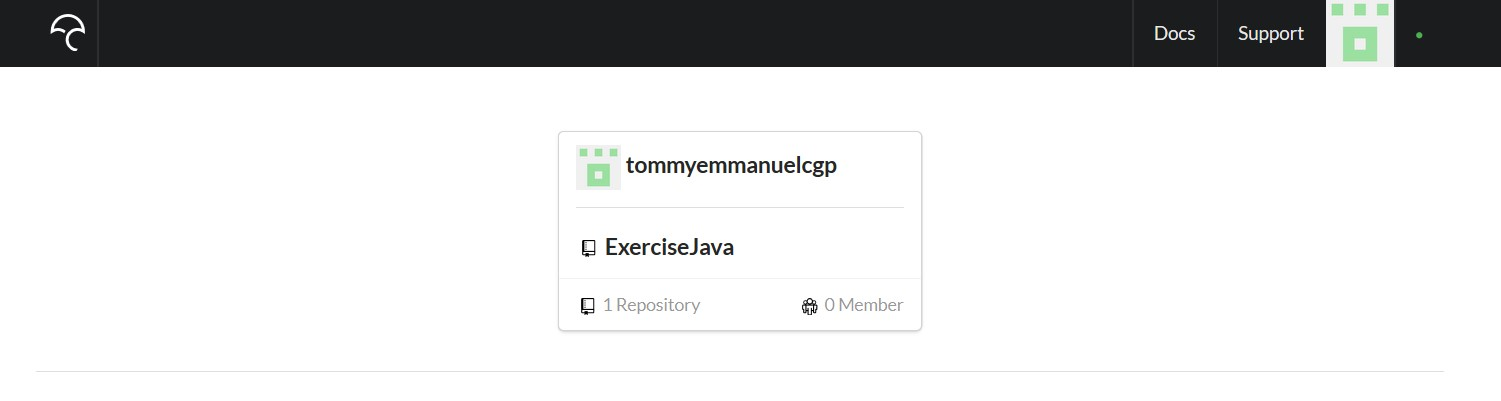 Docs Support
tommyemmanuelcgp
ExerciseJava
1 Repository 0 Member